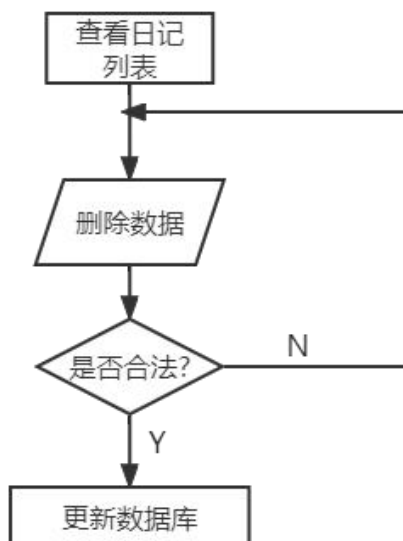 查看日记
列表
删除数据
是否合法?
N
Y
更新数据库